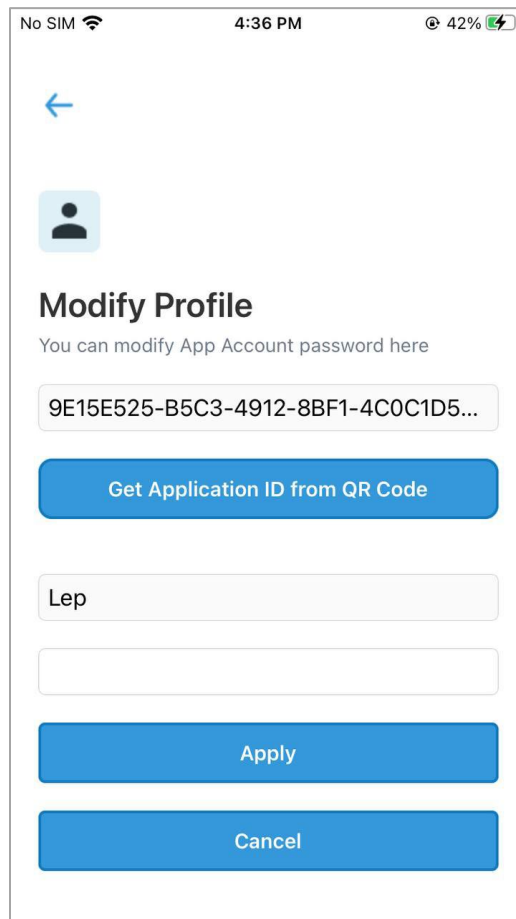 No SIM 4:36 PM 42%
Modify Profile
You can modify App Account password here
9E15E525-B5C3-4912-8BF1-4C0C1D5...
Get Application ID from QR Code
Lep
Apply
Cancel